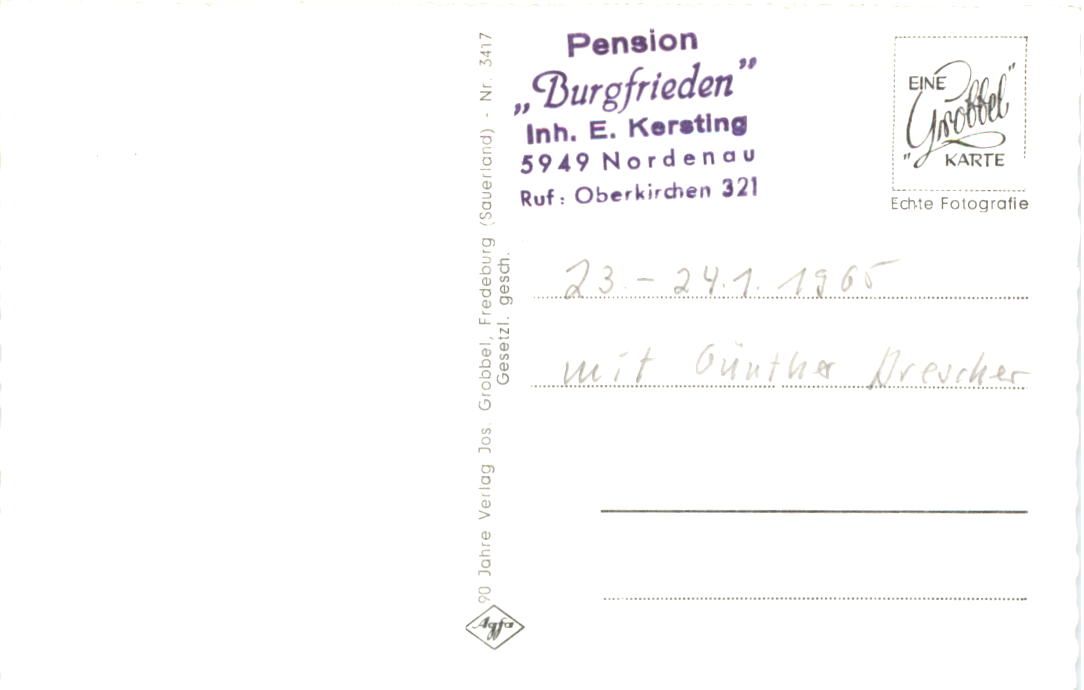 Pension
„Burgfrieden”
Inh. E. Kersting
5949 Nordenau
Ruf: Oberkirchen 321
EINE
„Grobbel”
KARTE
Echte Fotografie
90 Jahre Verlag Jos. Grobbel, Fredeburg (Sauerland) - Nr. 3417
Gesetzl. gesch.
23. - 24.1. 1965
mit Günther Drescher
Agfa